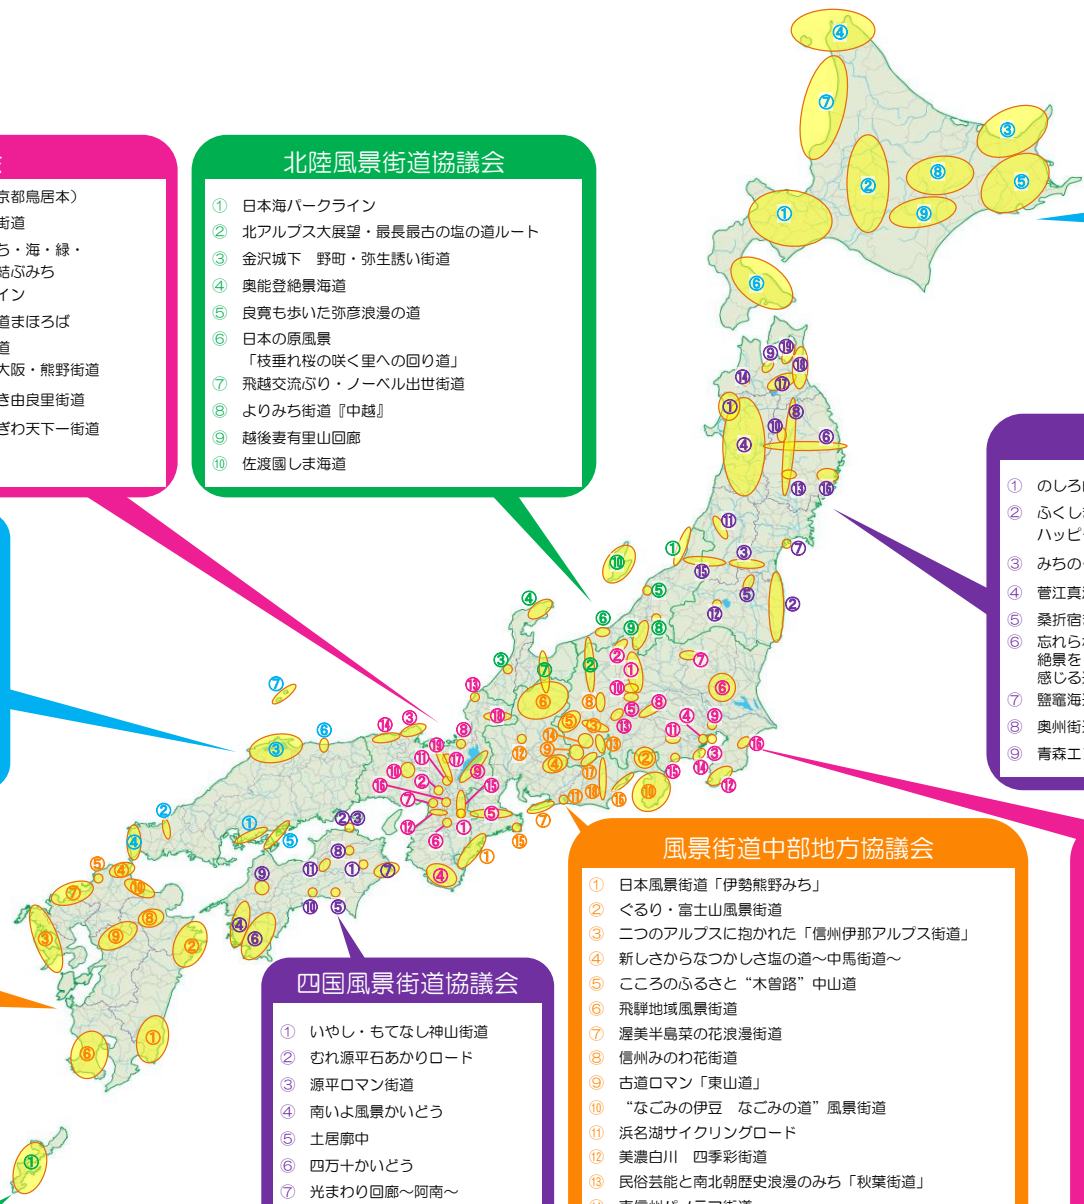 京都鳥居本）
街道
ち・海・緑・
結ぶみち
イン
道まほろば
道
大阪・熊野街道
き由良里街道
ぎわ天下一街道
北陸風景街道協議会
① 日本海パークライン
② 北アルプス大展望・最長最古の塩の道ルート
③ 金沢城下　野町・弥生誘い街道
④ 奥能登絶景海道
⑤ 良寛も歩いた弥彦浪漫の道
⑥ 日本の原風景
「枝垂れ桜の咲く里への回り道」
⑦ 飛越交流ぶり・ノーベル出世街道
⑧ よりみち街道『中越』
⑨ 越後妻有里山回廊
⑩ 佐渡國しま海道
① のしろ
② ふくし
ハッピ
③ みちの
④ 菅江真
⑤ 桑折宿
⑥ 忘れら
絶景を
感じる
⑦ 鹽竈海
⑧ 奥州街
⑨ 青森エ
四国風景街道協議会
① いやし・もてなし神山街道
② むれ源平石あかりロード
③ 源平ロマン街道
④ 南いよ風景かいどう
⑤ 土居廓中
⑥ 四万十かいどう
⑦ 光まわり回廊～阿南～
風景街道中部地方協議会
① 日本風景街道「伊勢熊野みち」
② ぐるり・富士山風景街道
③ 二つのアルプスに抱かれた「信州伊那アルプス街道」
④ 新しさからなつかしさ塩の道～中馬街道～
⑤ こころのふるさと“木曽路”中山道
⑥ 飛騨地域風景街道
⑦ 渥美半島菜の花浪漫街道
⑧ 信州みのわ花街道
⑨ 古道ロマン「東山道」
⑩ “なごみの伊豆　なごみの道”風景街道
⑪ 浜名湖サイクリングロード
⑫ 美濃白川　四季彩街道
⑬ 民俗芸能と南北朝歴史浪漫のみち「秋葉街道」